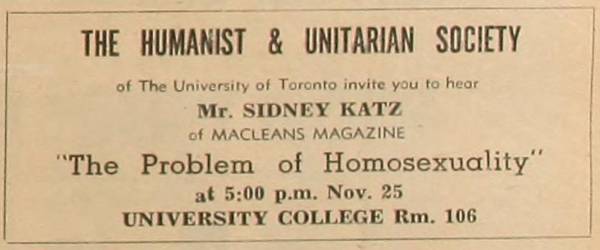 THE HUMANIST & UNITARIAN SOCIETY
of The University of Toronto invite you to hear
Mr. SIDNEY KATZ
of MACLEANS MAGAZINE
"The Problem of Homosexuality"
at 5:00 p.m. Nov. 25
UNIVERSITY COLLEGE Rm. 106